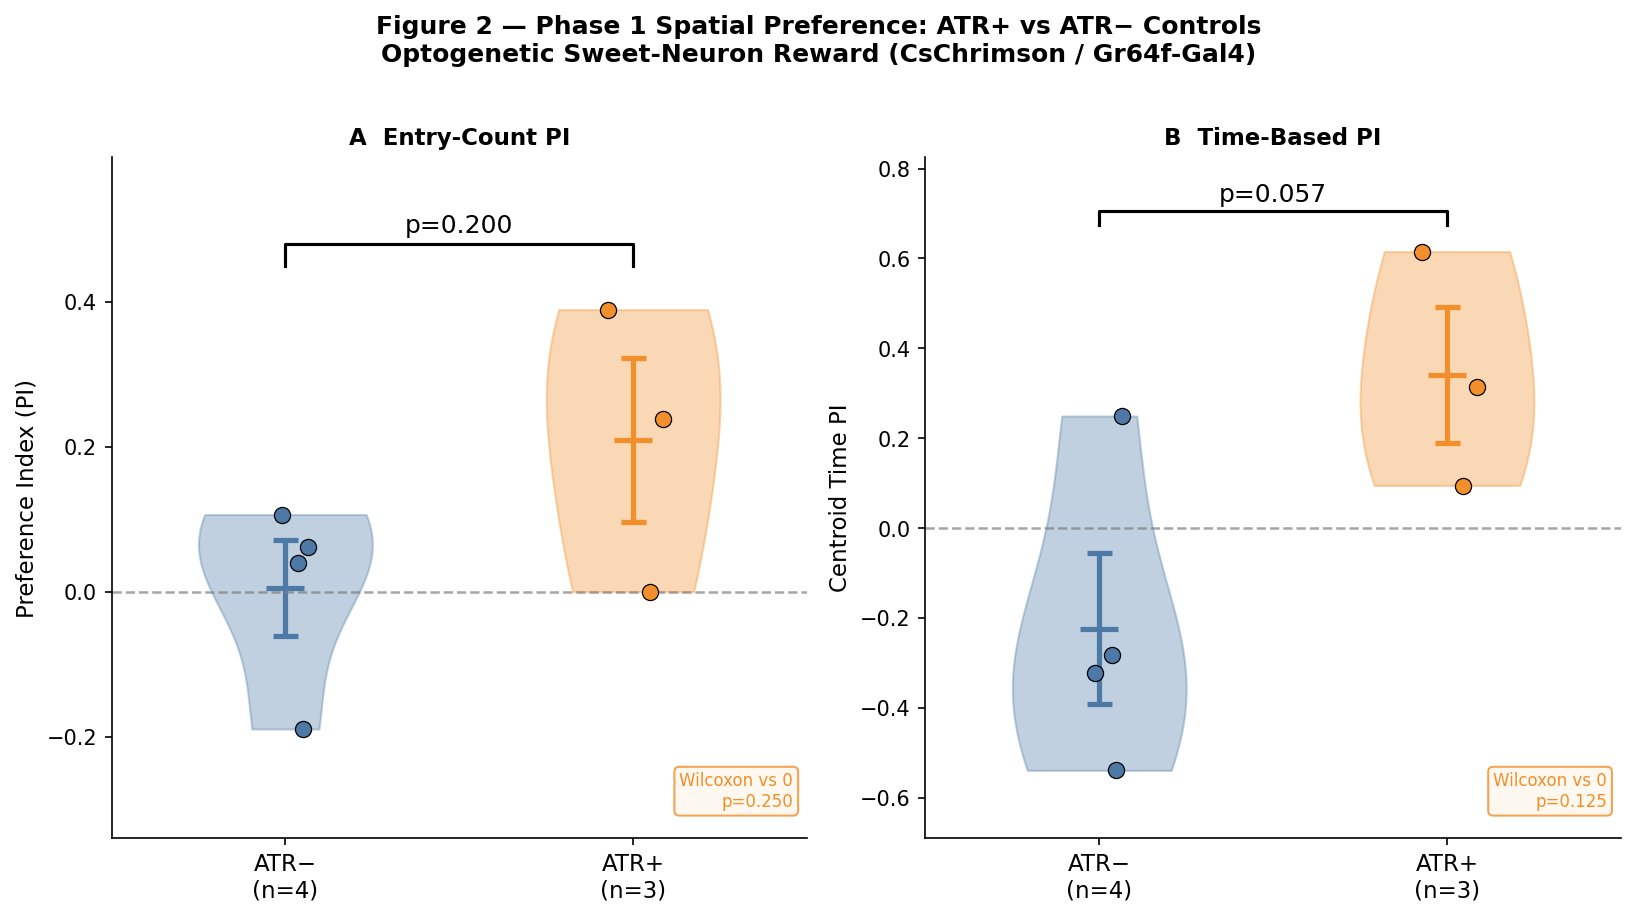 Figure 2 — Phase 1 Spatial Preference: ATR+ vs ATR− Controls
Optogenetic Sweet-Neuron Reward (CsChrimson / Gr64f-Gal4)
A  Entry-Count PI
Preference Index (PI)
0.4
0.2
0.0
−0.2
p=0.200
Wilcoxon vs 0
p=0.250
ATR−
(n=4)
ATR+
(n=3)
B  Time-Based PI
Centroid Time PI
0.8
0.6
0.4
0.2
0.0
−0.2
−0.4
−0.6
p=0.057
Wilcoxon vs 0
p=0.125
ATR−
(n=4)
ATR+
(n=3)